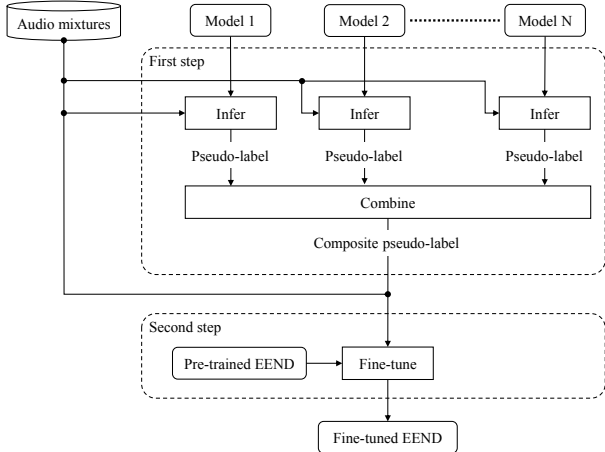 Audio mixtures
Model 1
Model 2
Model N
First step
Infer
Infer
Infer
Pseudo-label
Pseudo-label
Pseudo-label
Combine
Composite pseudo-label
Second step
Pre-trained EEND
Fine-tune
Fine-tuned EEND